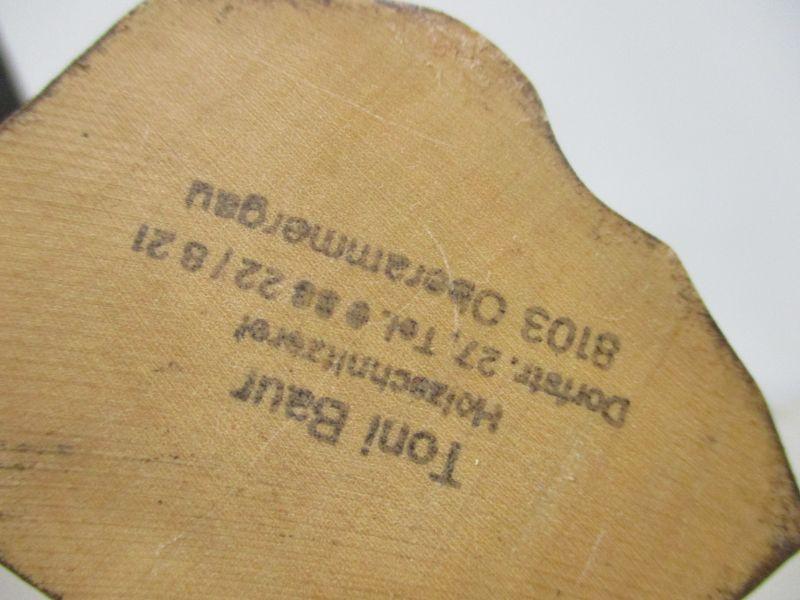 Toni Baur
Holzschnitzerei
Dorfstr. 27, Tel. 0 88 22 / 8 21
8103 Oberammergau